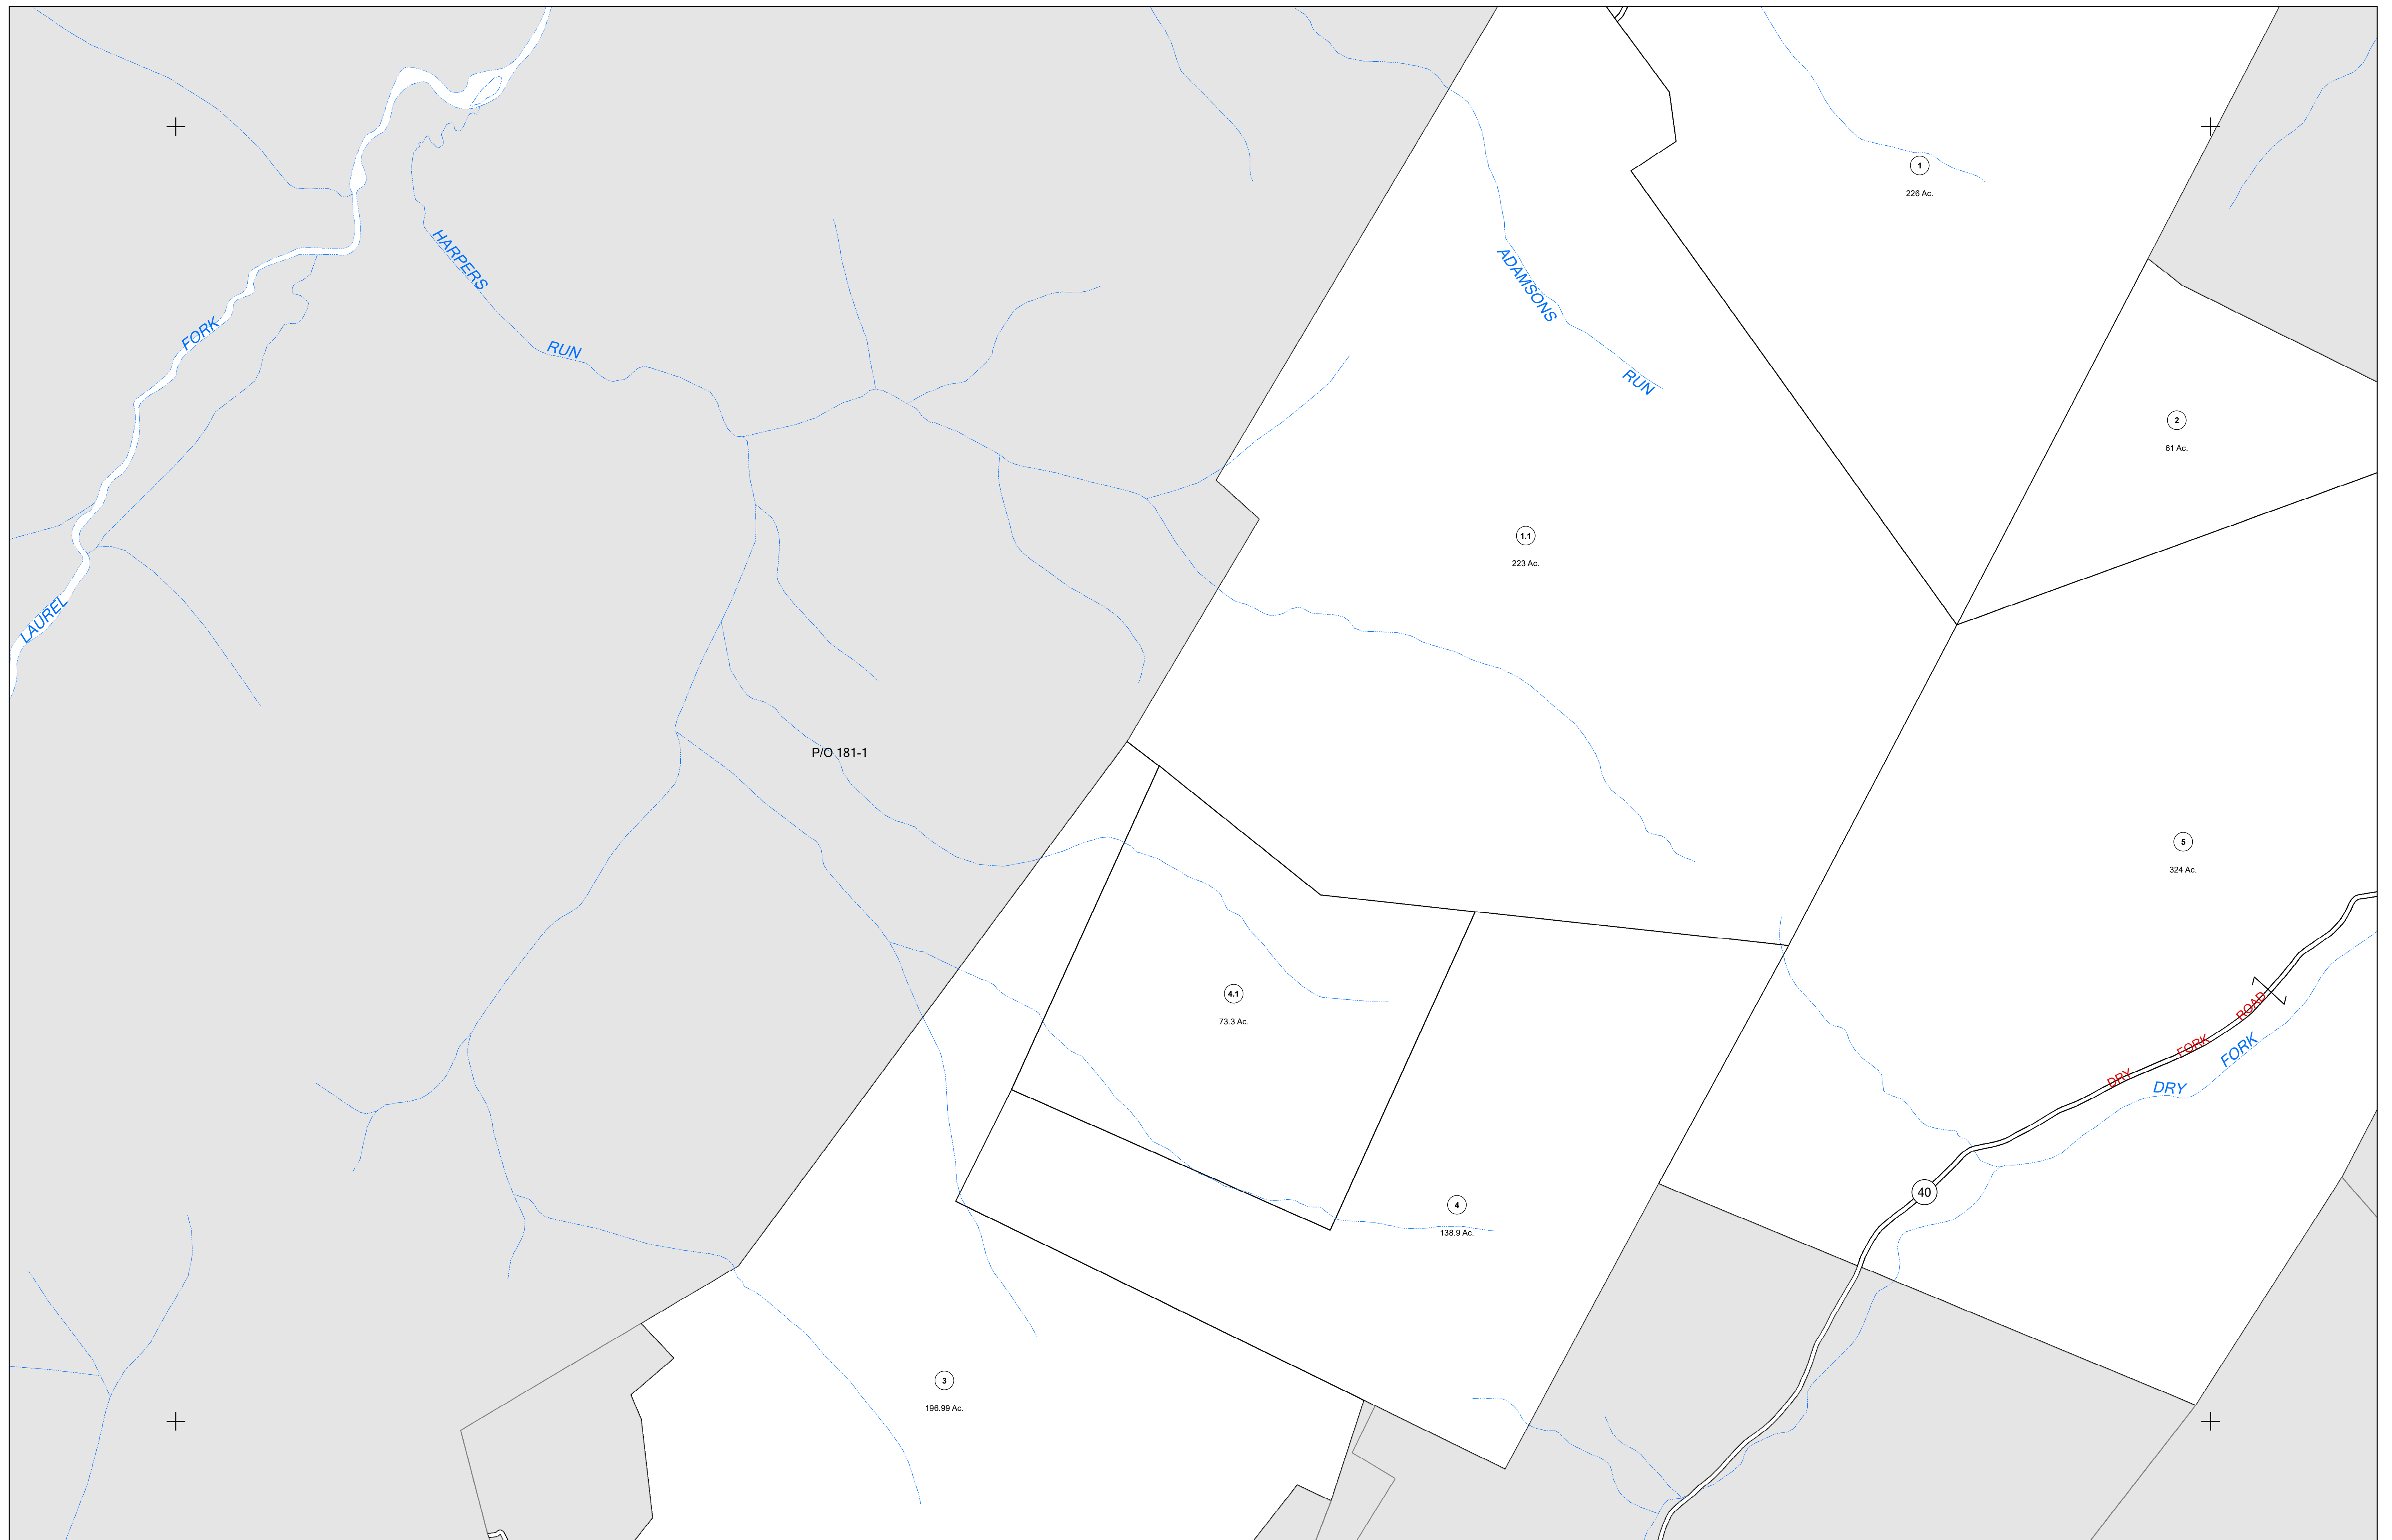 1
226 Ac.
HARPERS
RUN
FORK
LAUREL
ADAMSONS
RUN
2
61 Ac.
1.1
223 Ac.
P/O 181-1
5
324 Ac.
4.1
73.3 Ac.
DRY FORK ROAD
DRY FORK
40
4
138.9 Ac.
3
196.99 Ac.